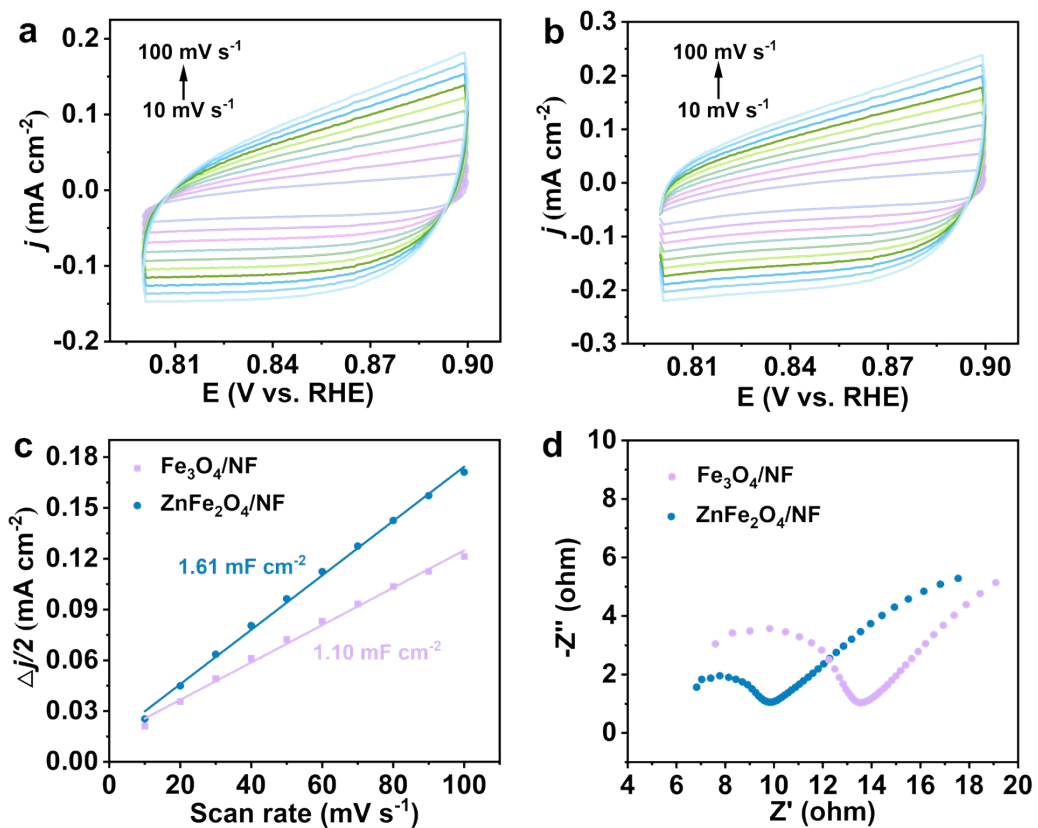 a
0.2
0.1
0.0
-0.1
-0.2
j (mA cm⁻²)
100 mV s⁻¹
10 mV s⁻¹
0.81 0.84 0.87 0.90
E (V vs. RHE)
b
0.3
0.2
0.1
0.0
-0.1
-0.2
-0.3
j (mA cm⁻²)
100 mV s⁻¹
10 mV s⁻¹
0.81 0.84 0.87 0.90
E (V vs. RHE)
c
0.18
0.15
0.12
0.09
0.06
0.03
0.00
△j/2 (mA cm⁻²)
Fe₃O₄/NF
ZnFe₂O₄/NF
1.61 mF cm⁻²
1.10 mF cm⁻²
0 20 40 60 80 100
Scan rate (mV s⁻¹)
d
10
8
6
4
2
0
-Z'' (ohm)
Fe₃O₄/NF
ZnFe₂O₄/NF
4 6 8 10 12 14 16 18 20
Z' (ohm)